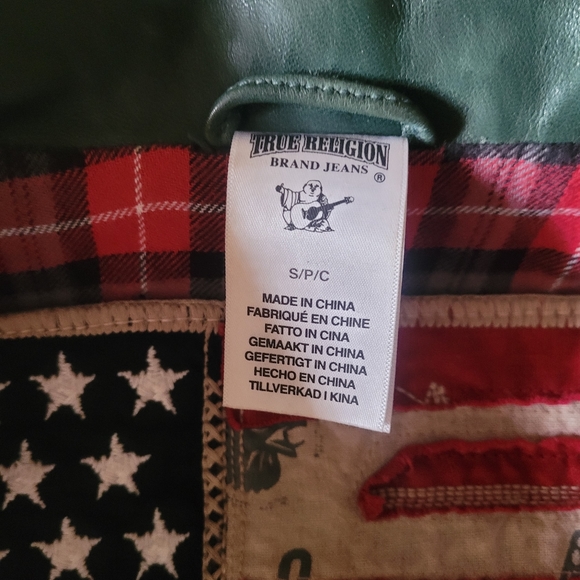 TRUE RELIGION
BRAND JEANS ®
S/P/C
MADE IN CHINA
FABRIQUÉ EN CHINE
FATTO IN CINA
GEMAAKT IN CHINA
GEFERTIGT IN CHINA
HECHO EN CHINA
TILLVERKAD I KINA